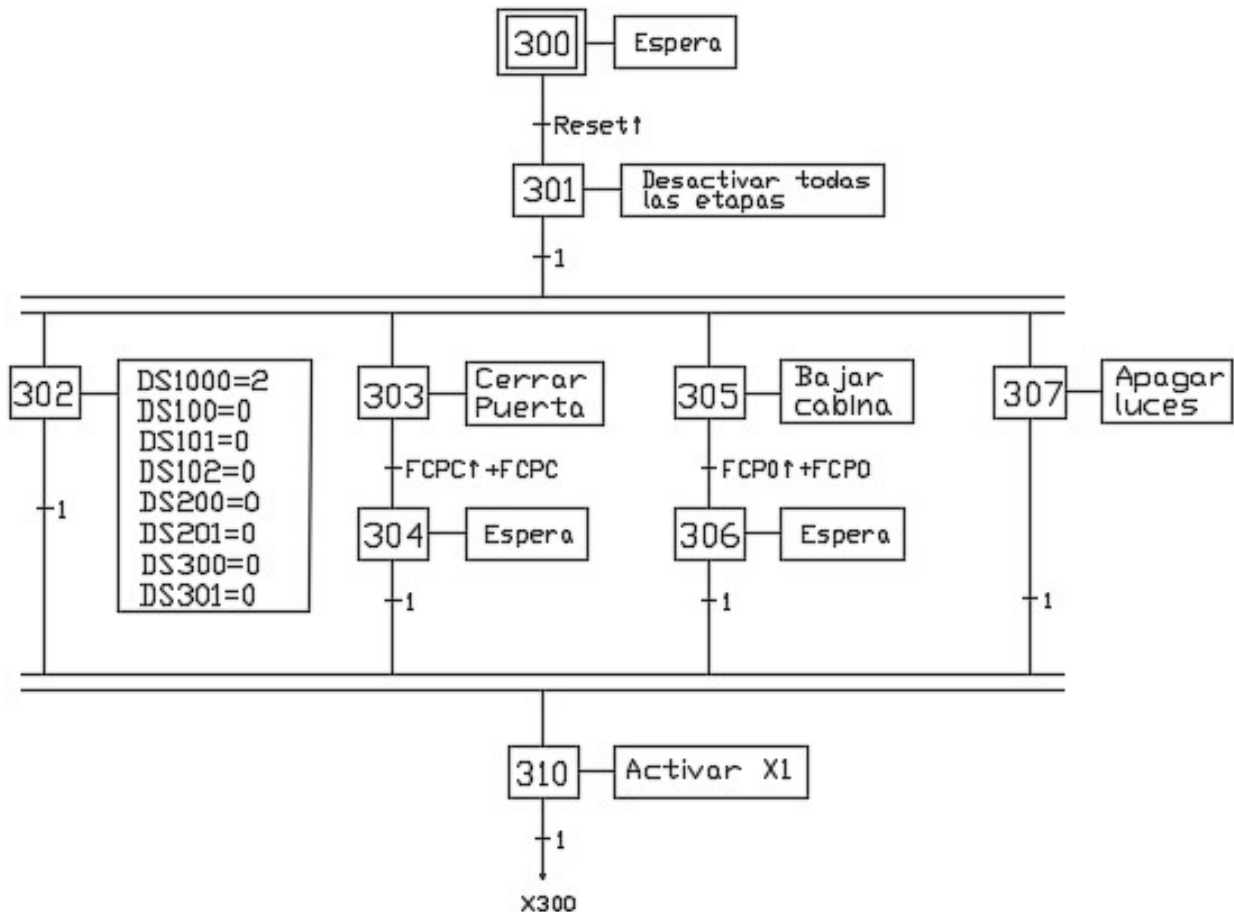 300
Espera
Reset↑
301
Desactivar todas
las etapas
1
302
DS1000=2
DS100=0
DS101=0
DS102=0
DS200=0
DS201=0
DS300=0
DS301=0
1
303
Cerrar
Puerta
FCPC↑+FCPC
304
Espera
1
305
Bajar
cabina
FCP0↑+FCP0
306
Espera
1
307
Apagar
luces
1
310
Activar X1
1
X300